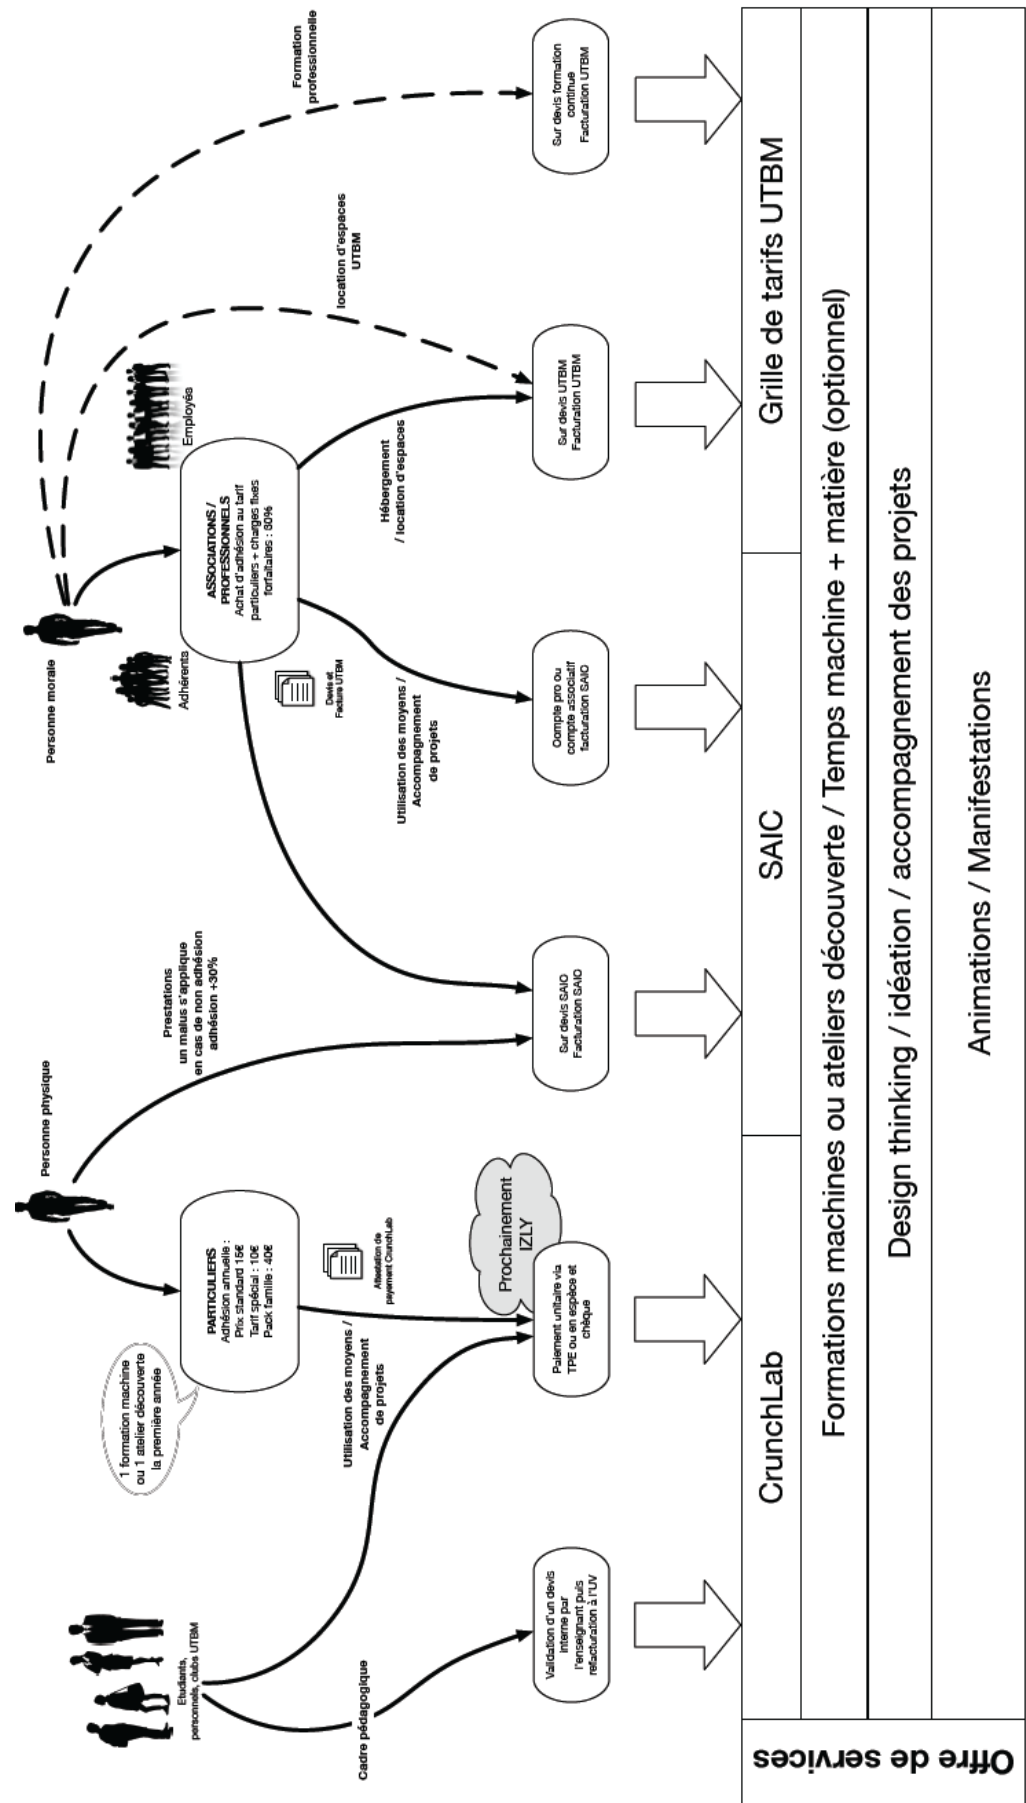 Etudiants,
personnels, clubs UTBM
Cadre pédagogique
1 formation machine
ou 1 atelier découverte
la première année
PARTICULIERS
Adhésion annuelle :
Prix standard 15€
Tarif spécial : 10€
Pack famille : 40€
Personne physique
Utilisation des moyens /
Accompagnement
de projets
Attestation de
payement CrunchLab
Prestations
un malus s'applique
en cas de non adhésion
adhésion +30%
Personne morale
Adhérents
Employés
ASSOCIATIONS /
PROFESSIONNELS
Achat d'adhésion au tarif
particuliers + charges fixes
forfaitaires : 80%
Devis et
Facture UTBM
Utilisation des moyens /
Accompagnement
de projets
Hébergement
/ location d'espaces
location d'espaces
UTBM
Formation
professionnelle
Validation d'un devis
interne par
l'enseignant puis
refacturation à l'UV
Prochainement
IZLY
Paiement unitaire via
TPE ou en espèce et
chèque
Sur devis SAIC
Facturation SAIC
Compte pro ou
compte associatif
facturation SAIC
Sur devis UTBM
Facturation UTBM
Sur devis formation
continue
Facturation UTBM
Offre de services
CrunchLab
SAIC
Grille de tarifs UTBM
Formations machines ou ateliers découverte / Temps machine + matière (optionnel)
Design thinking / idéation / accompagnement des projets
Animations / Manifestations